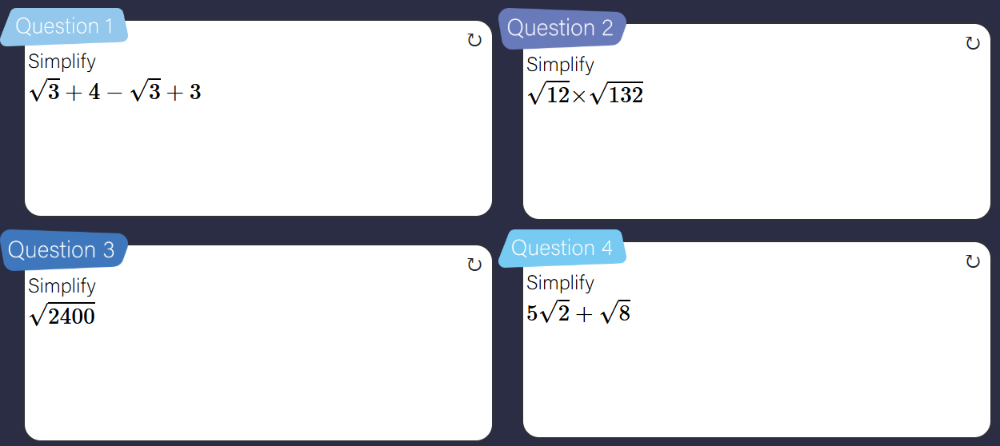 Question 1
Simplify
√3 + 4 − √3 + 3
Question 2
Simplify
√12×√132
Question 3
Simplify
√2400
Question 4
Simplify
5√2 + √8